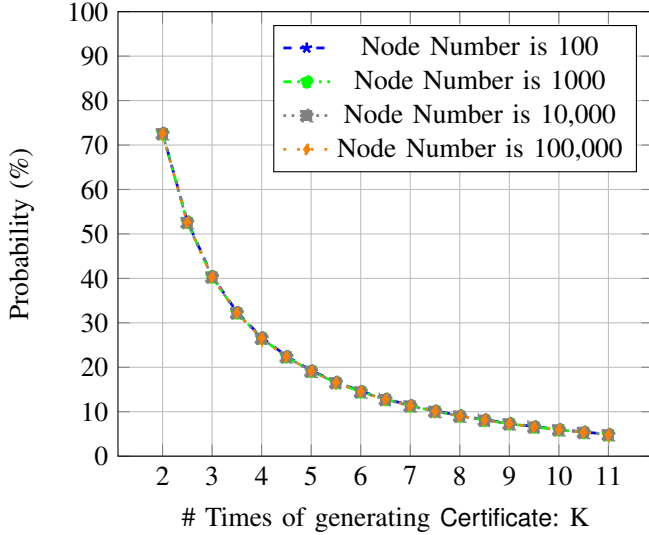 100
90
80
70
60
50
40
30
20
10
0
Probability (%)
Node Number is 100
Node Number is 1000
Node Number is 10,000
Node Number is 100,000
2 3 4 5 6 7 8 9 10 11
# Times of generating Certificate: K